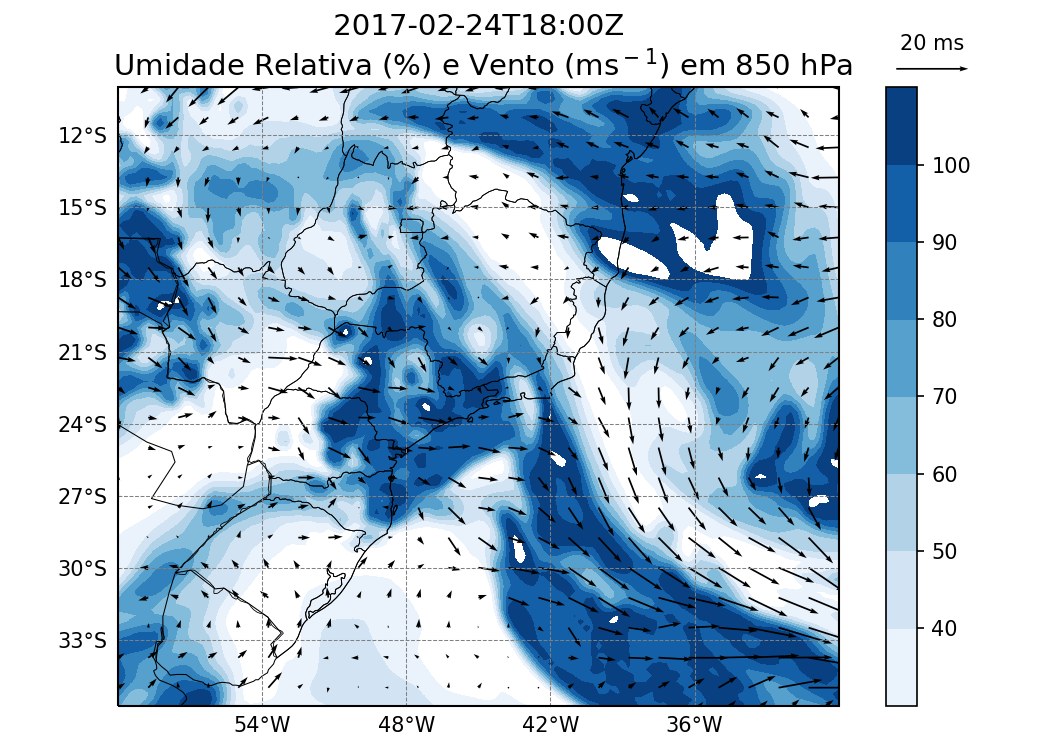 2017-02-24T18:00Z
Umidade Relativa (%) e Vento (ms⁻¹) em 850 hPa
20 ms
12°S
15°S
18°S
21°S
24°S
27°S
30°S
33°S
54°W
48°W
42°W
36°W
100
90
80
70
60
50
40